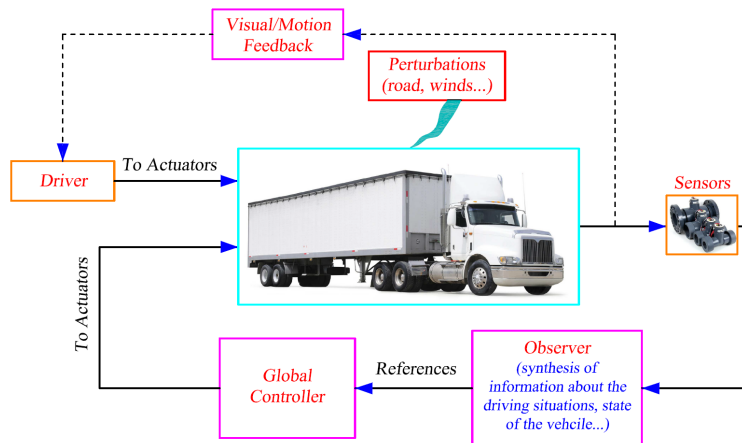 Visual/Motion
Feedback
Perturbations
(road, winds...)
To Actuators
Driver
Sensors
To Actuators
Observer
(synthesis of
information about the
driving situations, state
of the vehcile...)
References
Global
Controller